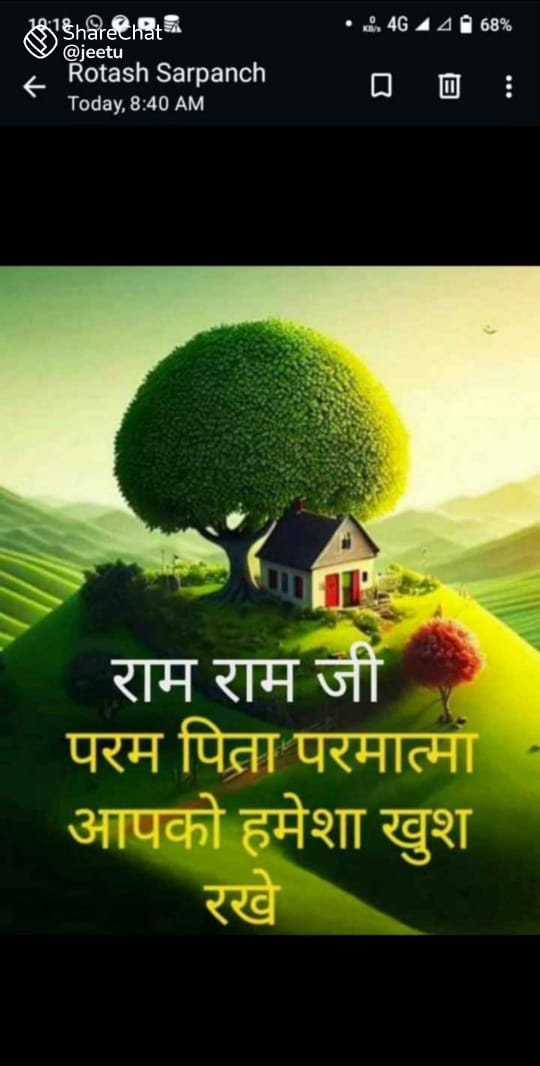 10:18
4G 68%
ShareChat
@jeetu
Rotash Sarpanch
Today, 8:40 AM
राम राम जी
परम पिता परमात्मा
आपको हमेशा खुश
रखे